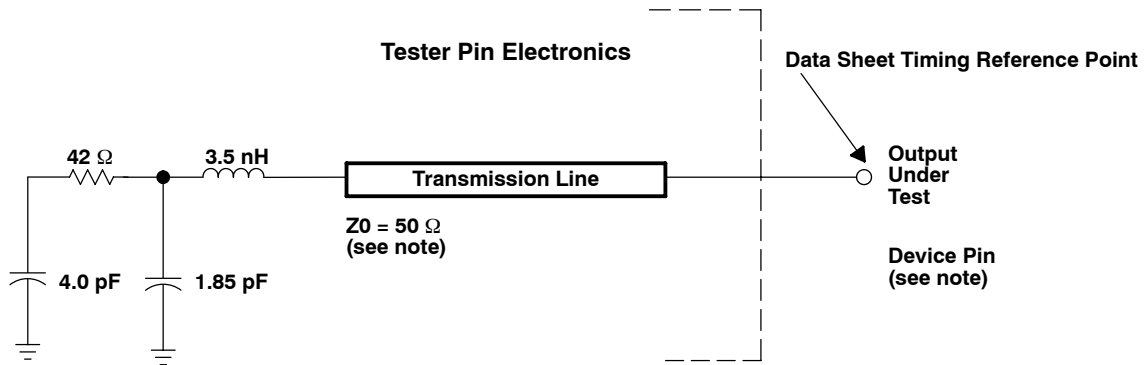 Tester Pin Electronics
Data Sheet Timing Reference Point
42 Ω
3.5 nH
Transmission Line
Output
Under
Test
Z0 = 50 Ω
(see note)
Device Pin
(see note)
4.0 pF
1.85 pF